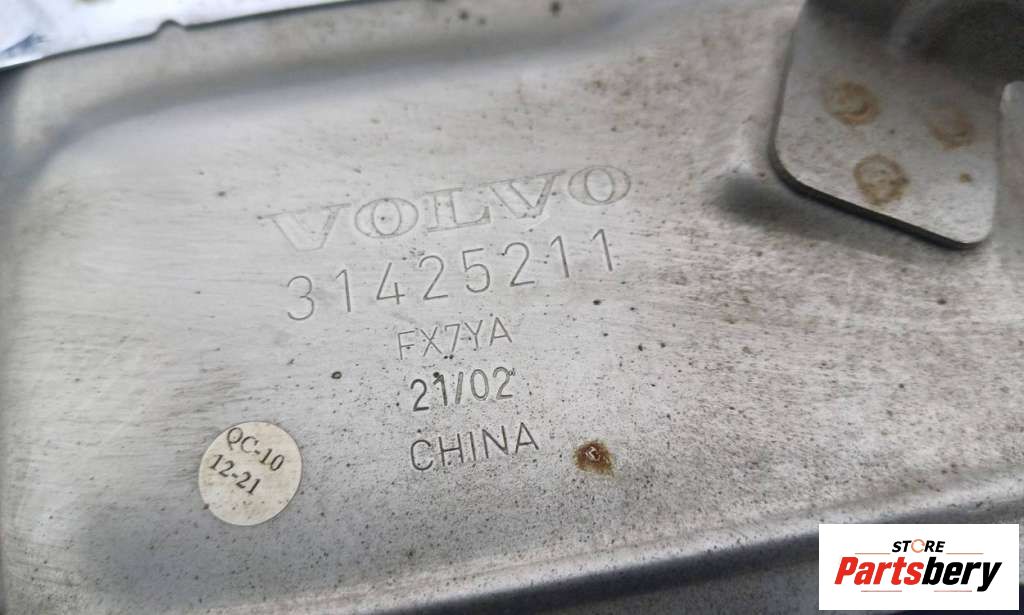 VOLVO
31425211
FX7YA
21/02
CHINA
QC-10
12-21
STORE
Partsbery